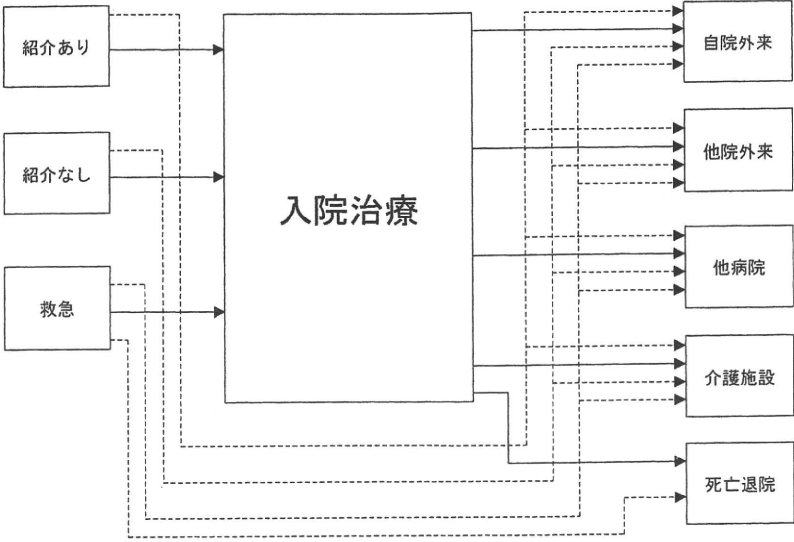 紹介あり
紹介なし
救急
入院治療
自院外来
他院外来
他病院
介護施設
死亡退院